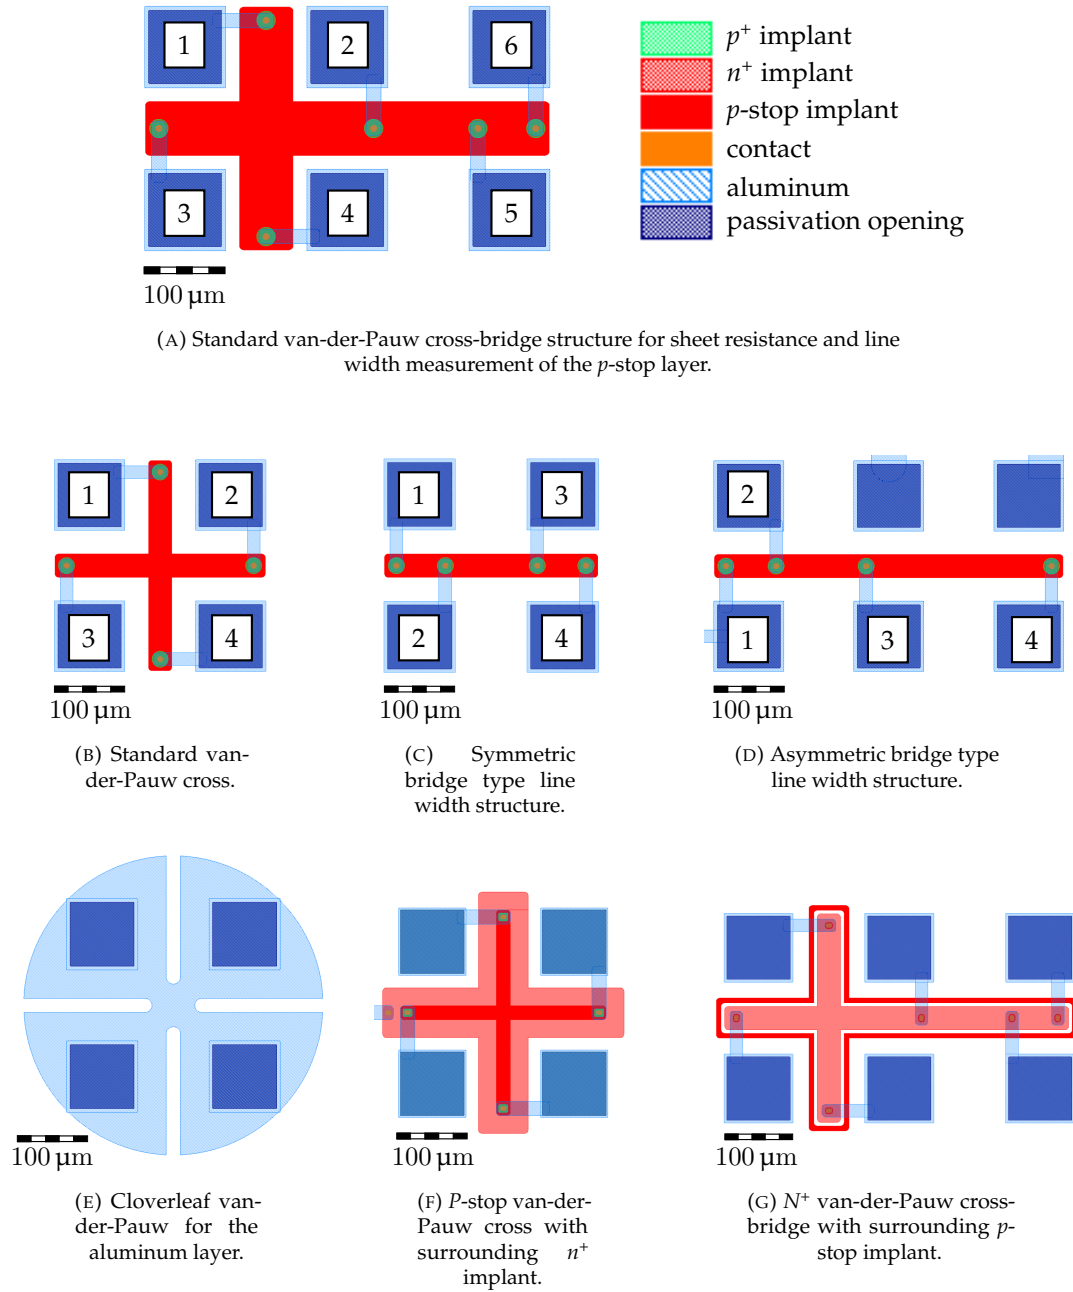 1
2
6
3
4
5
100 µm
p⁺ implant
n⁺ implant
p-stop implant
contact
aluminum
passivation opening
(A) Standard van-der-Pauw cross-bridge structure for sheet resistance and line
width measurement of the p-stop layer.
1
2
3
4
100 µm
1
3
2
4
100 µm
2
1
3
4
100 µm
(B) Standard van-
der-Pauw cross.
(C) Symmetric
bridge type line
width structure.
(D) Asymmetric bridge type
line width structure.
100 µm
100 µm
100 µm
(E) Cloverleaf van-
der-Pauw for the
aluminum layer.
(F) P-stop van-der-
Pauw cross with
surrounding n⁺
implant.
(G) N⁺ van-der-Pauw cross-
bridge with surrounding p-
stop implant.